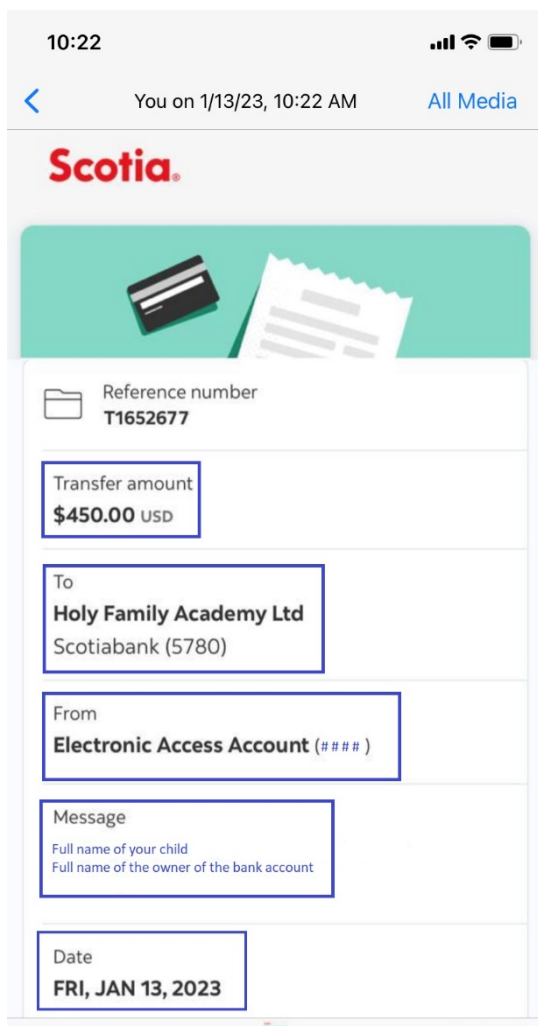 10:22
You on 1/13/23, 10:22 AM
All Media
Scotia®
Reference number
T1652677
Transfer amount
$450.00 USD
To
Holy Family Academy Ltd
Scotiabank (5780)
From
Electronic Access Account (####)
Message
Full name of your child
Full name of the owner of the bank account
Date
FRI, JAN 13, 2023